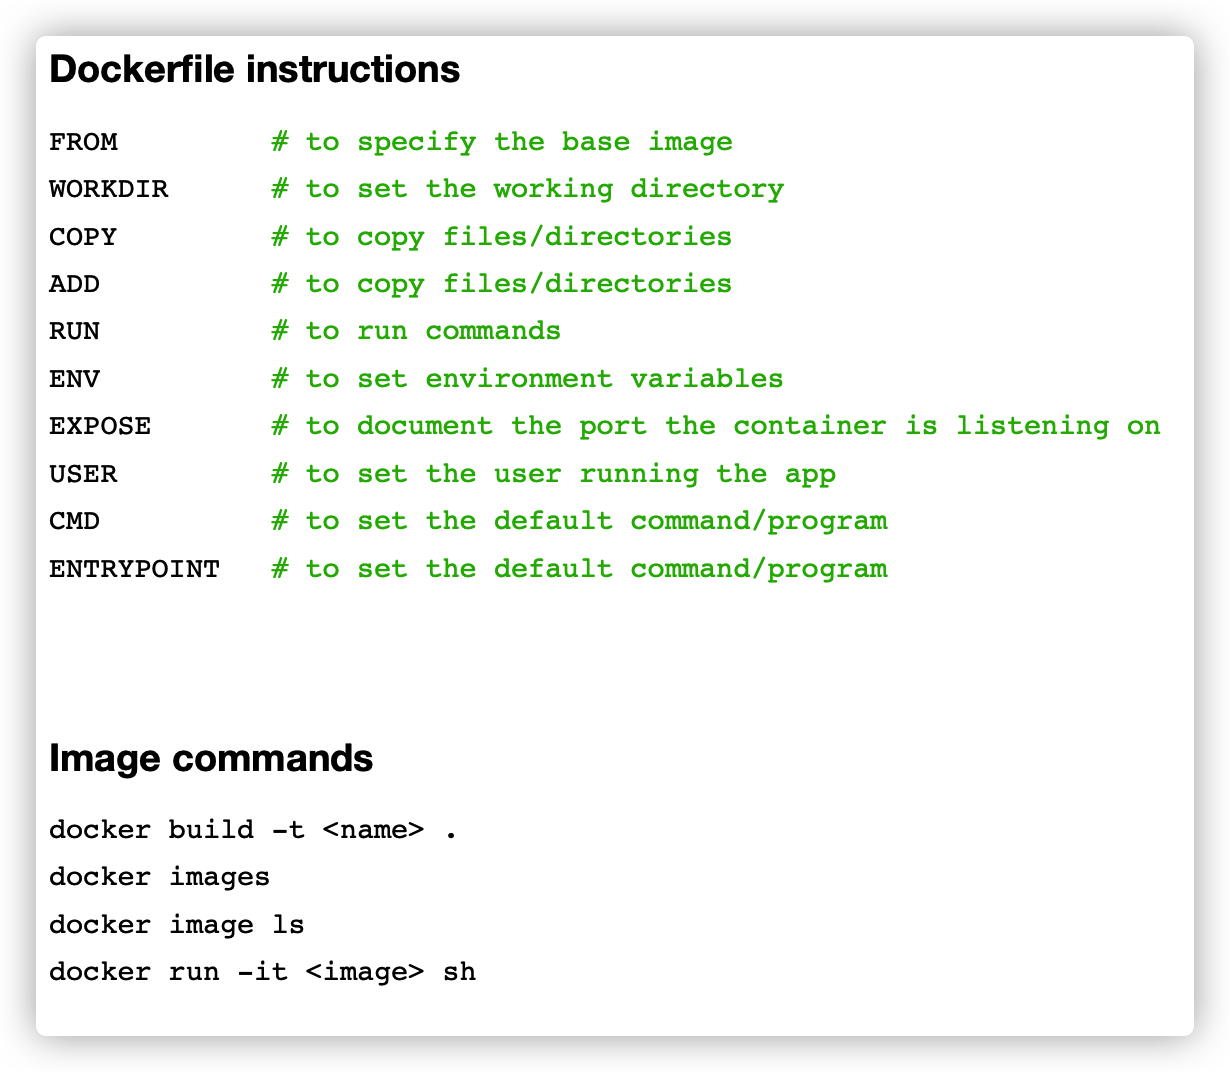 Dockerfile instructions
FROM # to specify the base image
WORKDIR # to set the working directory
COPY # to copy files/directories
ADD # to copy files/directories
RUN # to run commands
ENV # to set environment variables
EXPOSE # to document the port the container is listening on
USER # to set the user running the app
CMD # to set the default command/program
ENTRYPOINT # to set the default command/program
Image commands
docker build -t <name> .
docker images
docker image ls
docker run -it <image> sh